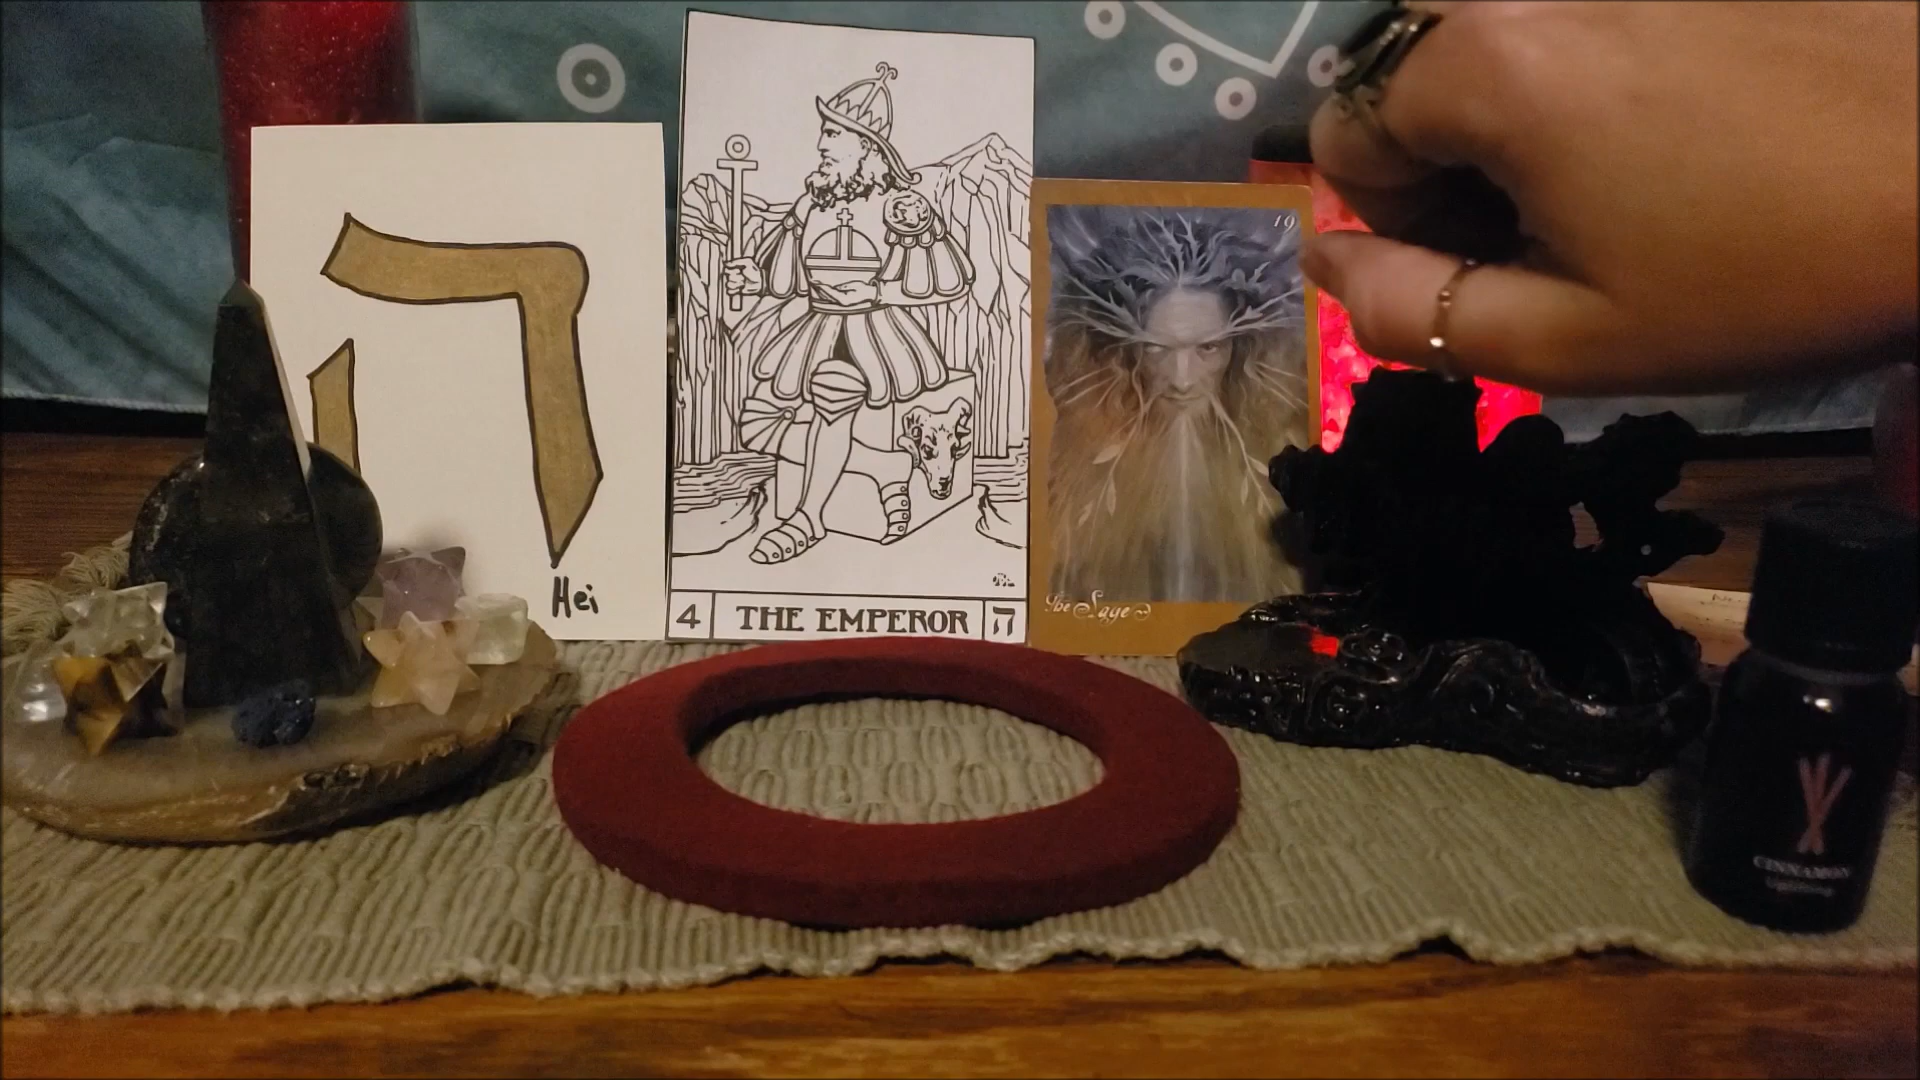 ה
Hei
4 THE EMPEROR ה
19
The Sage
CINNAMON